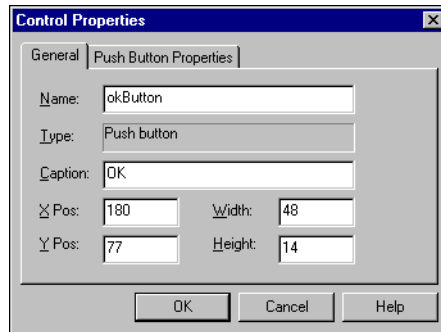 Control Properties
General Push Button Properties
Name: okButton
Type: Push button
Caption: OK
X Pos: 180 Width: 48
Y Pos: 77 Height: 14
OK Cancel Help